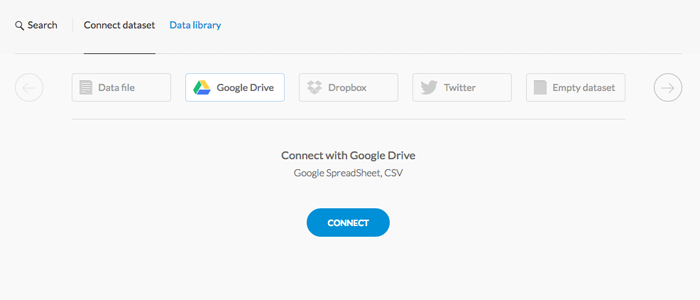 Search
Connect dataset
Data library
Data file
Google Drive
Dropbox
Twitter
Empty dataset
Connect with Google Drive
Google SpreadSheet, CSV
CONNECT